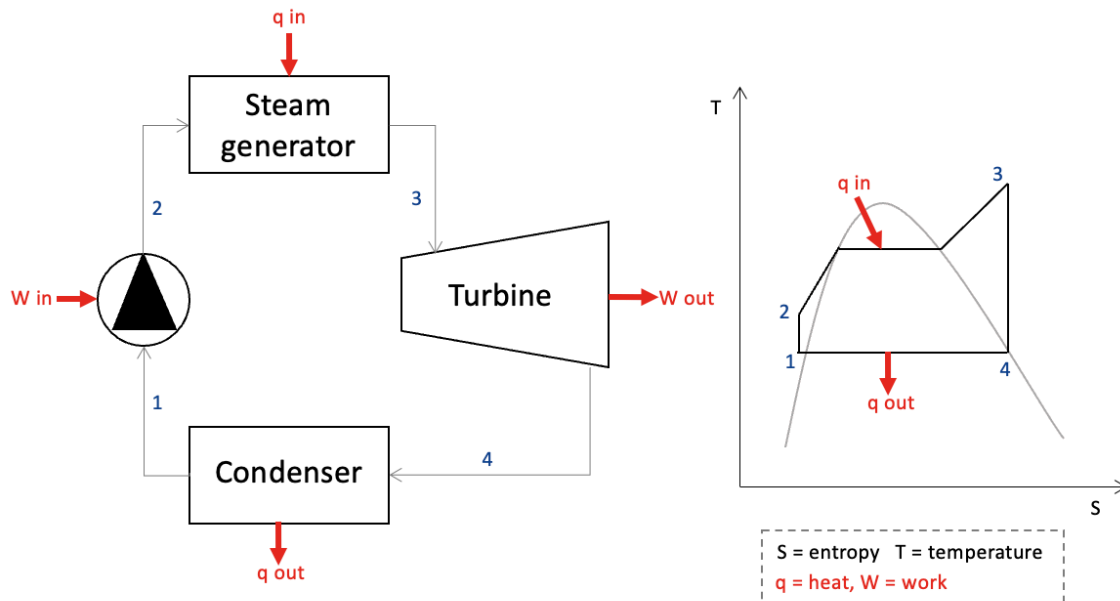 q in
Steam
generator
2
3
W in
Turbine
W out
1
Condenser
4
q out
T
q in
3
2
1
4
q out
S
S = entropy T = temperature
q = heat, W = work